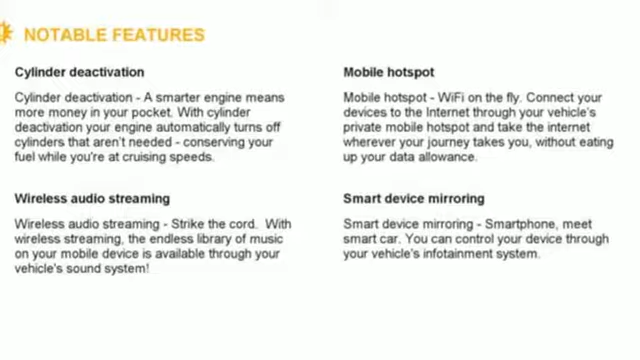 NOTABLE FEATURES
Cylinder deactivation
Cylinder deactivation - A smarter engine means
more money in your pocket. With cylinder
deactivation your engine automatically turns off
cylinders that aren't needed - conserving your
fuel while you're at cruising speeds.
Wireless audio streaming
Wireless audio streaming - Strike the cord.  With
wireless streaming, the endless library of music
on your mobile device is available through your
vehicle's sound system!
Mobile hotspot
Mobile hotspot - WiFi on the fly. Connect your
devices to the Internet through your vehicle's
private mobile hotspot and take the internet
wherever your journey takes you, without eating
up your data allowance.
Smart device mirroring
Smart device mirroring - Smartphone, meet
smart car. You can control your device through
your vehicle's infotainment system.